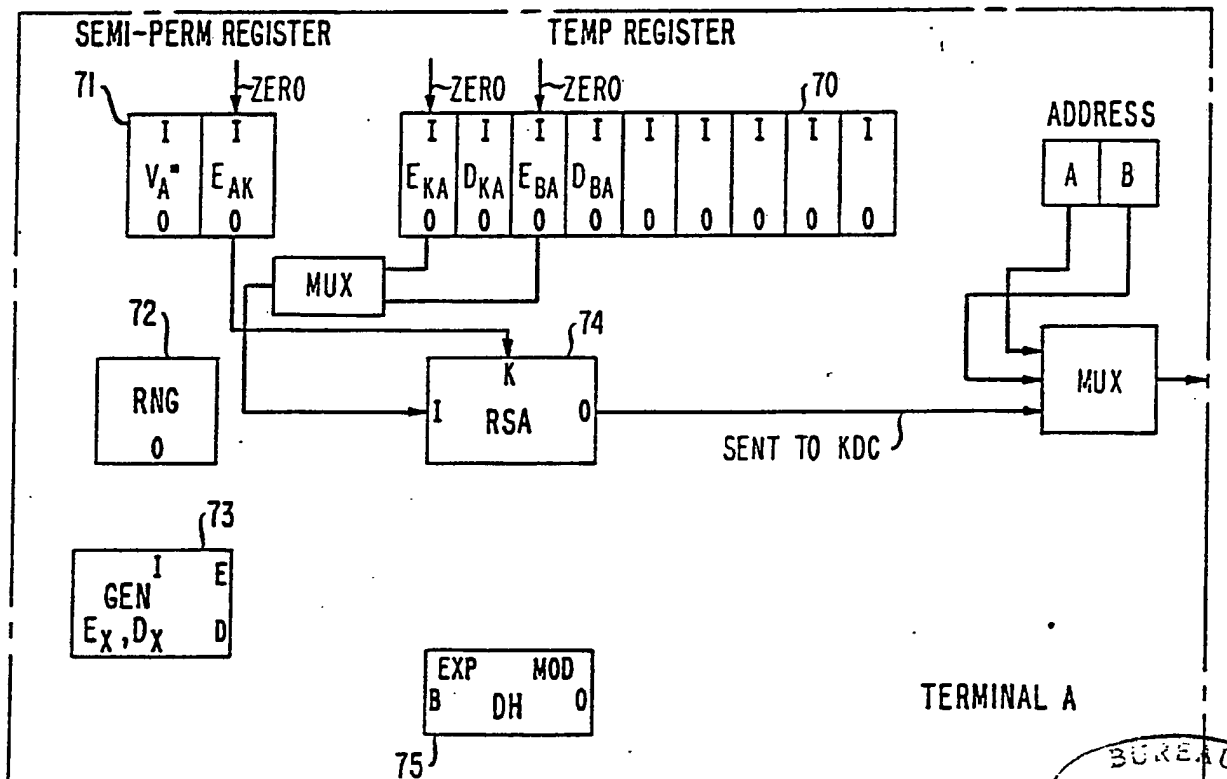 SEMI-PERM REGISTER
TEMP REGISTER
71
ZERO
ZERO
ZERO
70
ADDRESS
I I
I I I I I I I I I
V_A* E_AK
E_KA D_KA E_BA D_BA
A B
0 0
0 0 0 0 0 0 0 0 0
MUX
72
74
RNG
0
K
I RSA 0
MUX
SENT TO KDC
73
I E
GEN
E_X, D_X D
EXP MOD
B DH 0
75
TERMINAL A
BUREAU